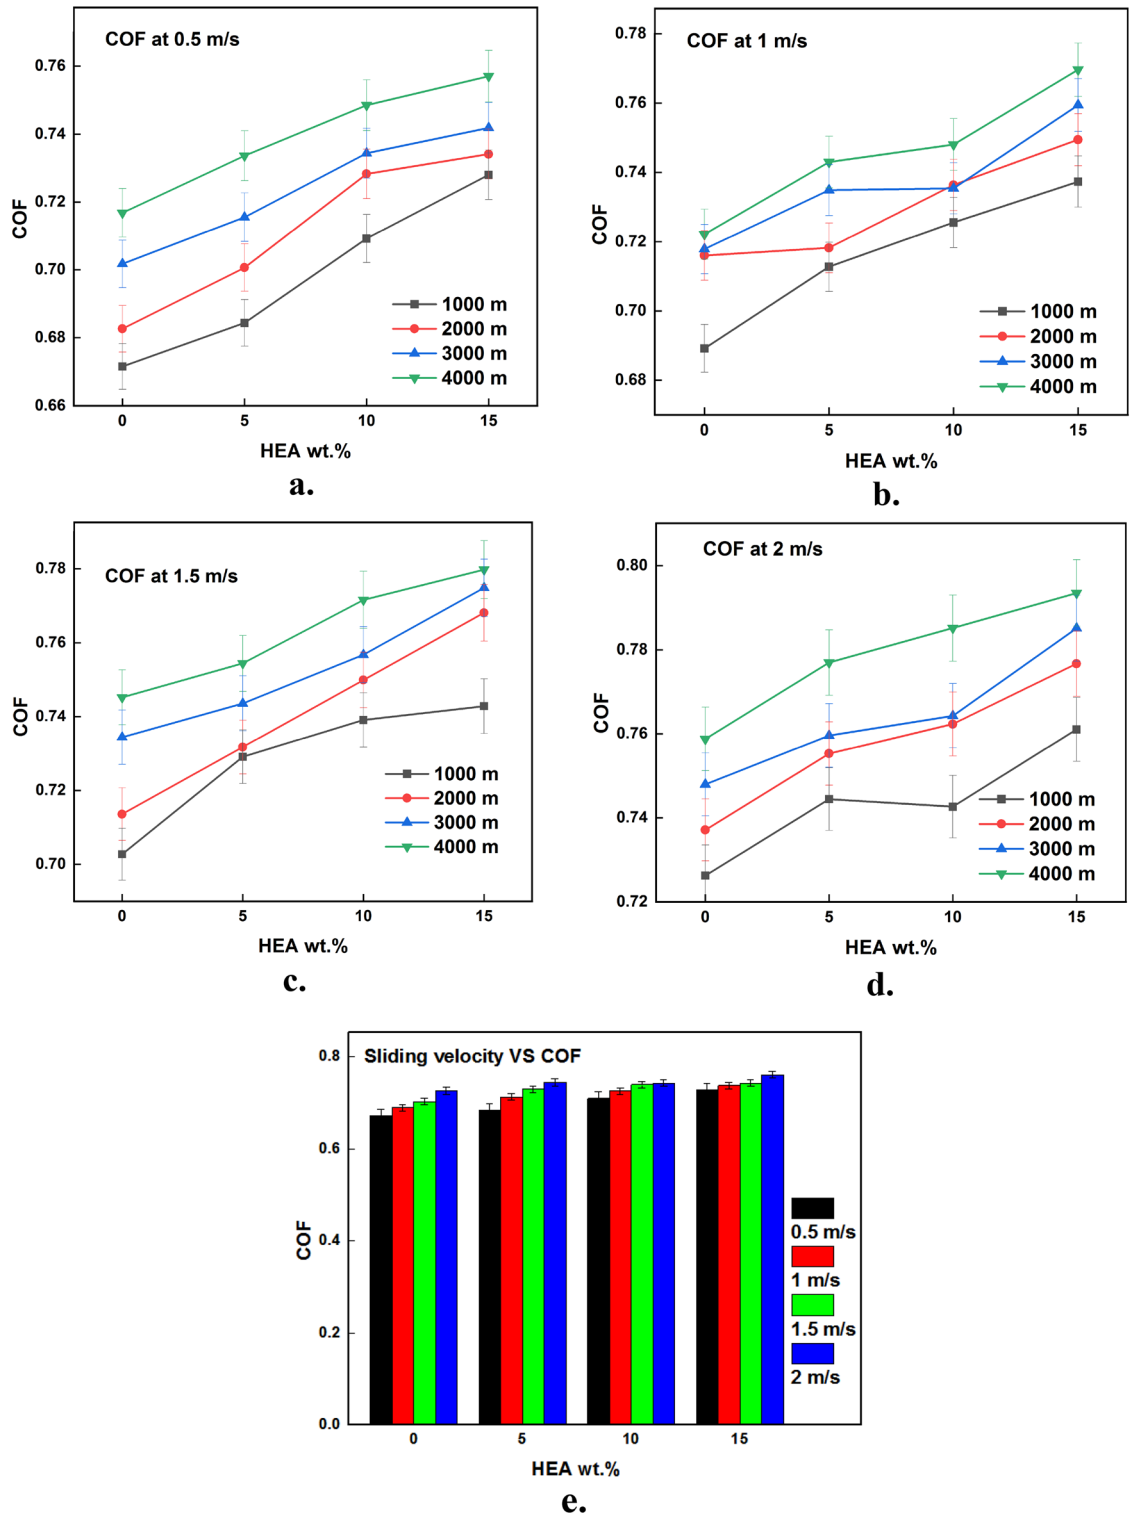 COF at 0.5 m/s
0.76
0.74
0.72
0.70
0.68
0.66
COF
1000 m
2000 m
3000 m
4000 m
0 5 10 15
HEA wt.%
a.
COF at 1 m/s
0.78
0.76
0.74
0.72
0.70
0.68
COF
1000 m
2000 m
3000 m
4000 m
0 5 10 15
HEA wt.%
b.
COF at 1.5 m/s
0.78
0.76
0.74
0.72
0.70
COF
1000 m
2000 m
3000 m
4000 m
0 5 10 15
HEA wt.%
c.
COF at 2 m/s
0.80
0.78
0.76
0.74
0.72
COF
1000 m
2000 m
3000 m
4000 m
0 5 10 15
HEA wt.%
d.
Sliding velocity VS COF
0.8
0.6
0.4
0.2
0.0
COF
0.5 m/s
1 m/s
1.5 m/s
2 m/s
0 5 10 15
HEA wt.%
e.